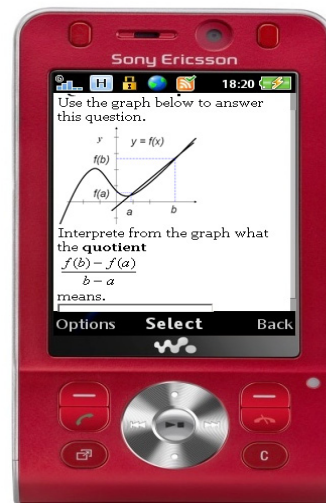 Sony Ericsson
H
18:20
Use the graph below to answer
this question.
x
y = f(x)
f(b)
f(a)
a
b
Interprete from the graph what
the quotient
f(b) − f(a)
b − a
means.
Options Select Back
C